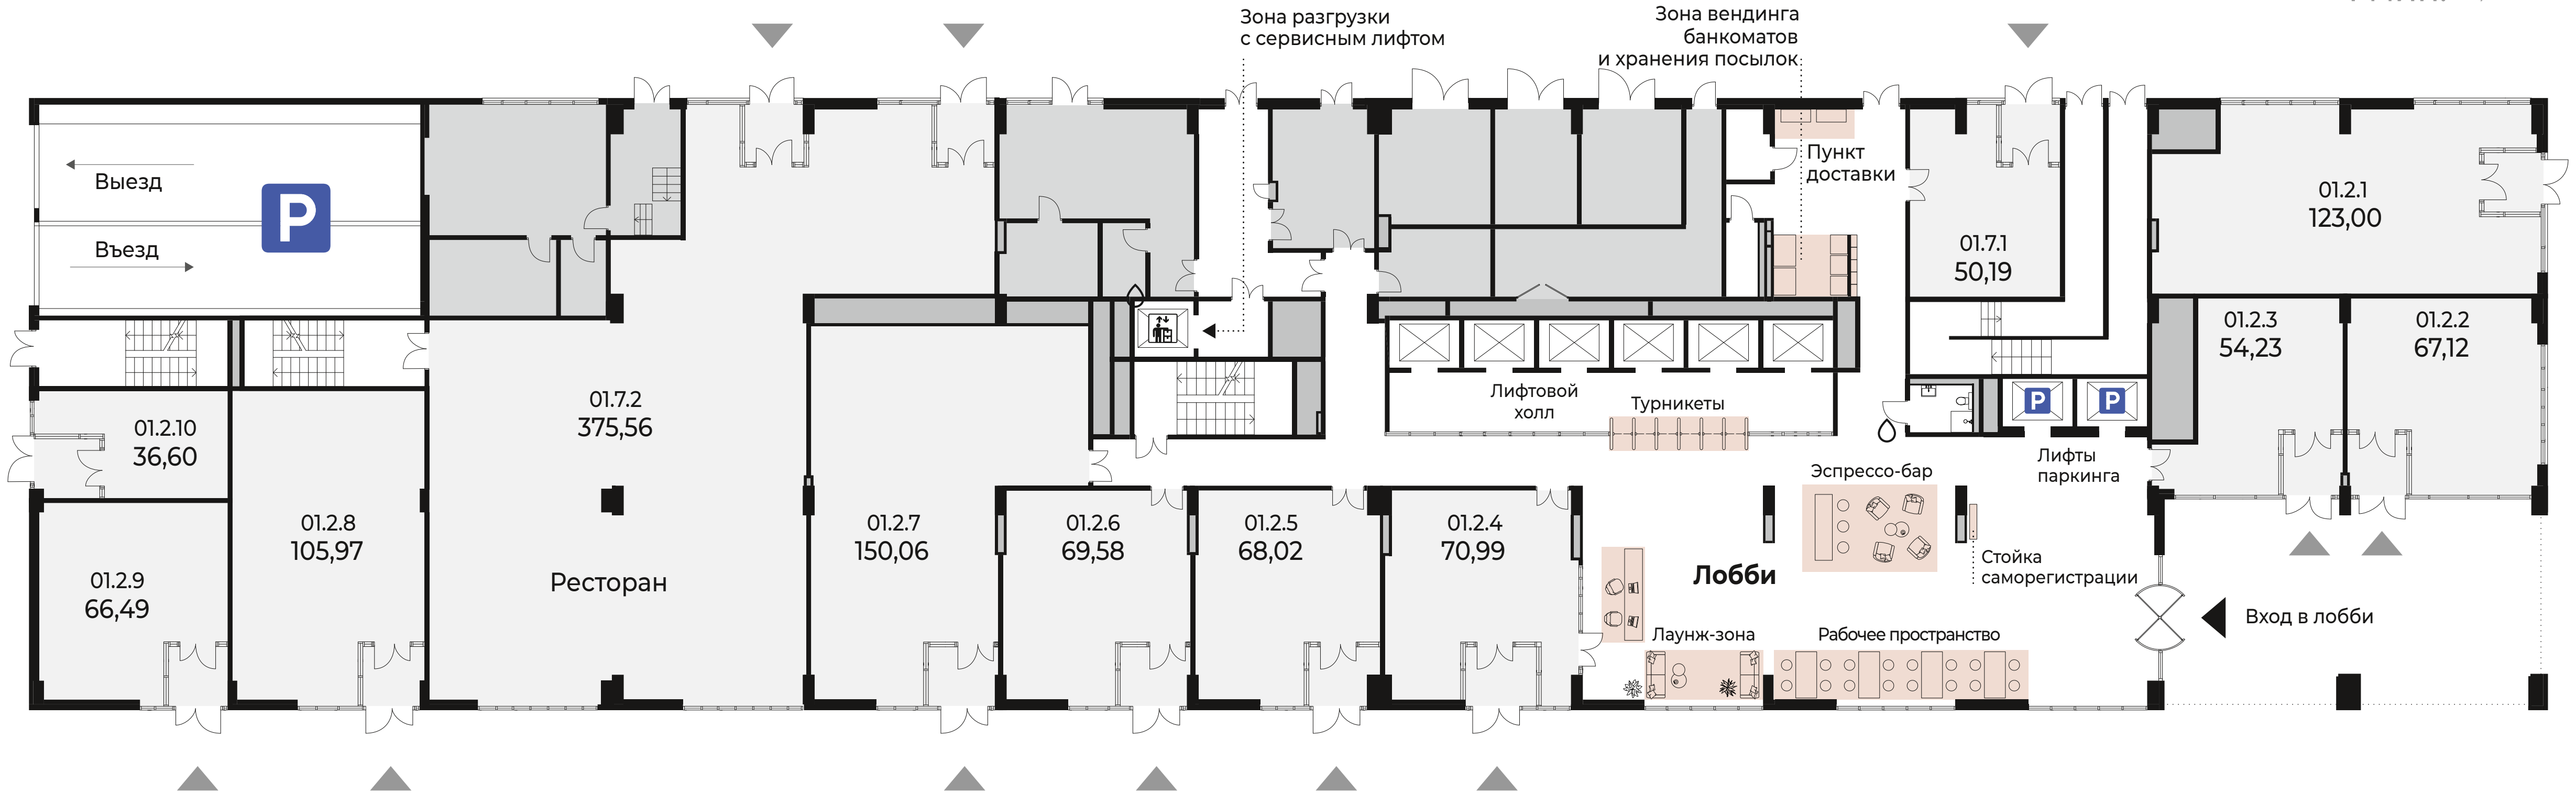 Зона разгрузки
с сервисным лифтом
Зона вендинга
банкоматов
и хранения посылок
Выезд
Въезд
P
Пункт
доставки
01.7.1
50,19
01.2.1
123,00
01.2.3
54,23
01.2.2
67,12
01.2.10
36,60
01.7.2
375,56
Лифтовой
холл
Турникеты
P
P
Лифты
паркинга
Эспрессо-бар
01.2.9
66,49
01.2.8
105,97
Ресторан
01.2.7
150,06
01.2.6
69,58
01.2.5
68,02
01.2.4
70,99
Лобби
Стойка
саморегистрации
Лаунж-зона
Рабочее пространство
Вход в лобби